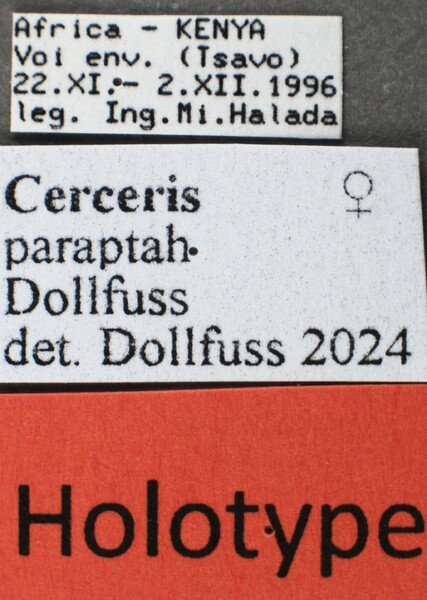 Africa - KENYA
Voi env. (Tsavo)
22.XI.- 2.XII.1996
leg. Ing.Mi.Halada
Cerceris ♀
paraptah
Dollfuss
det. Dollfuss 2024
Holotype